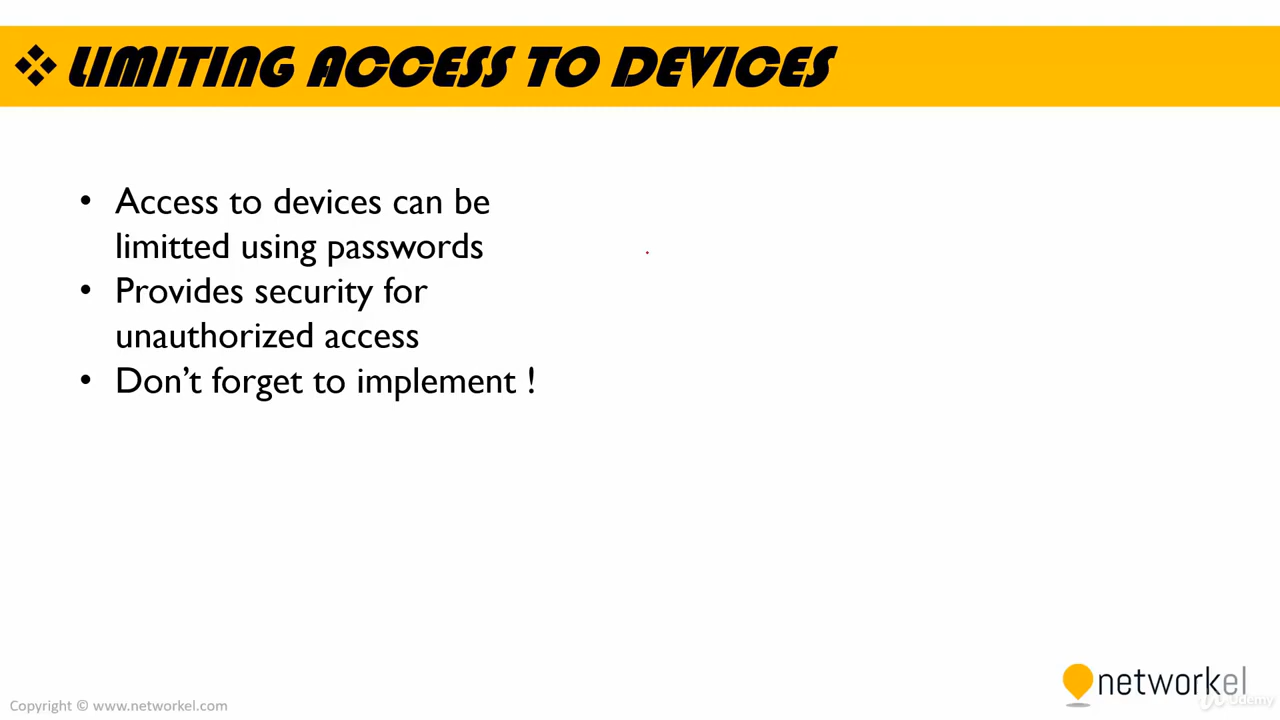 LIMITING ACCESS TO DEVICES
• Access to devices can be
limitted using passwords
• Provides security for
unauthorized access
• Don’t forget to implement !
networkel
Udemy
Copyright © www.networkel.com